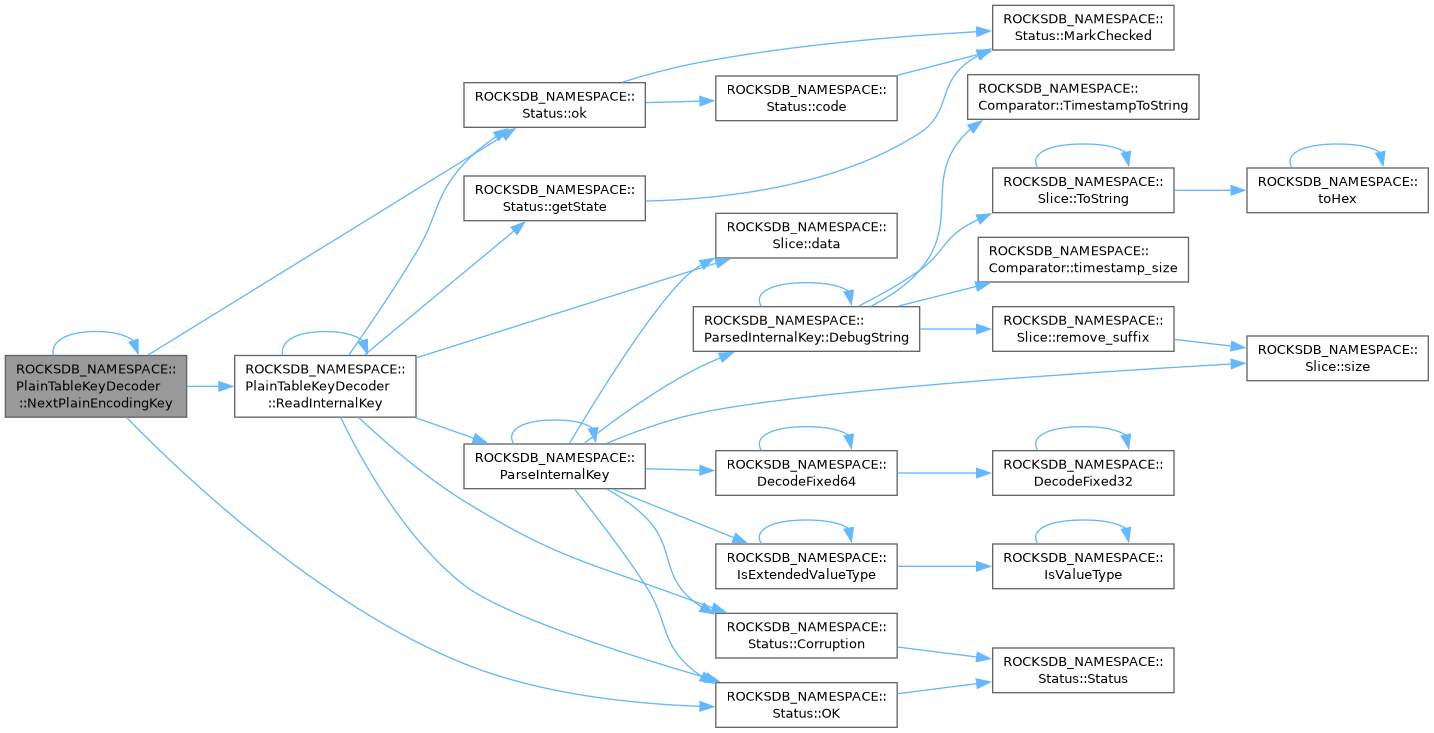 ROCKSDB_NAMESPACE::
PlainTableKeyDecoder
::NextPlainEncodingKey
ROCKSDB_NAMESPACE::
PlainTableKeyDecoder
::ReadInternalKey
ROCKSDB_NAMESPACE::
Status::ok
ROCKSDB_NAMESPACE::
Status::getState
ROCKSDB_NAMESPACE::
ParseInternalKey
ROCKSDB_NAMESPACE::
Status::code
ROCKSDB_NAMESPACE::
Slice::data
ROCKSDB_NAMESPACE::
ParsedInternalKey::DebugString
ROCKSDB_NAMESPACE::
DecodeFixed64
ROCKSDB_NAMESPACE::
IsExtendedValueType
ROCKSDB_NAMESPACE::
Status::Corruption
ROCKSDB_NAMESPACE::
Status::OK
ROCKSDB_NAMESPACE::
Status::MarkChecked
ROCKSDB_NAMESPACE::
Comparator::TimestampToString
ROCKSDB_NAMESPACE::
Slice::ToString
ROCKSDB_NAMESPACE::
Comparator::timestamp_size
ROCKSDB_NAMESPACE::
Slice::remove_suffix
ROCKSDB_NAMESPACE::
DecodeFixed32
ROCKSDB_NAMESPACE::
IsValueType
ROCKSDB_NAMESPACE::
Status::Status
ROCKSDB_NAMESPACE::
toHex
ROCKSDB_NAMESPACE::
Slice::size